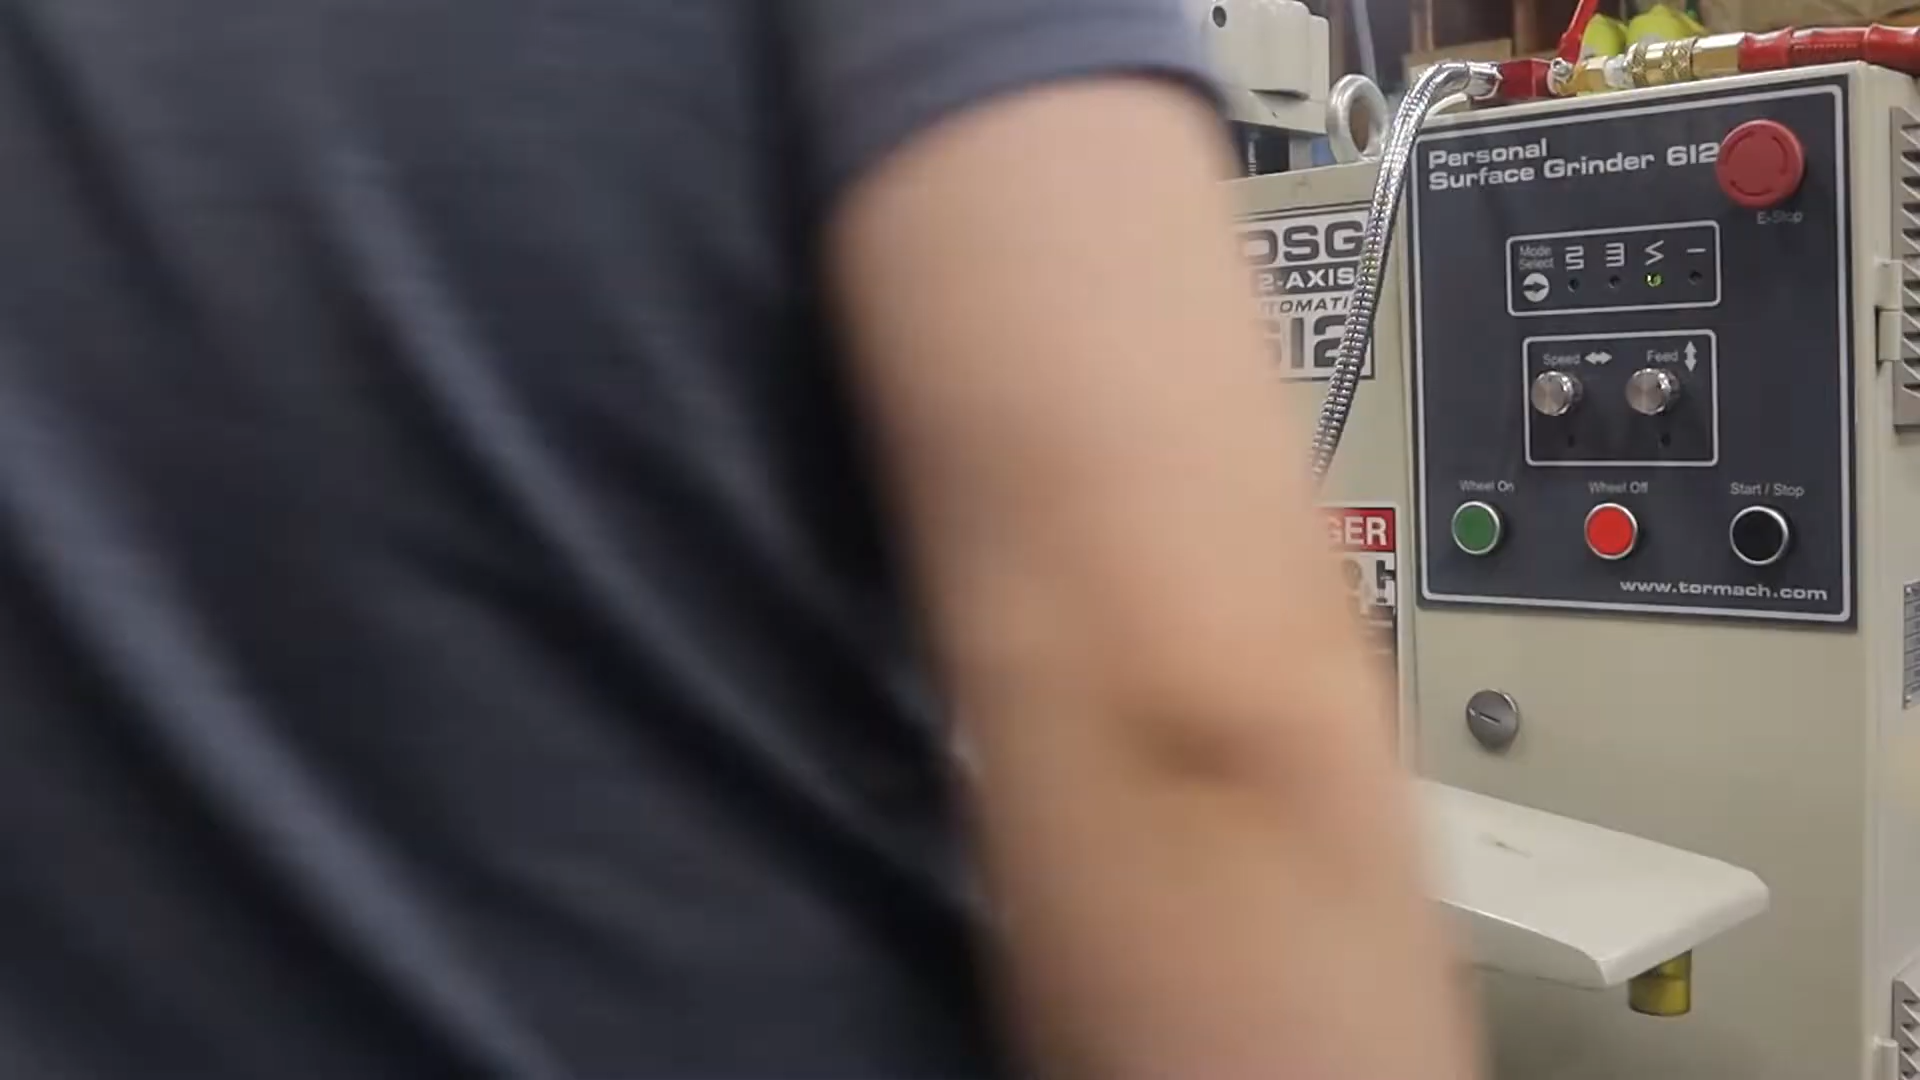 Personal
Surface Grinder 612
E-Stop
Mode
Select
Speed
Feed
Wheel On
Wheel Off
Start / Stop
www.tormach.com
PSG
2-AXIS
TOMATI
612
GER